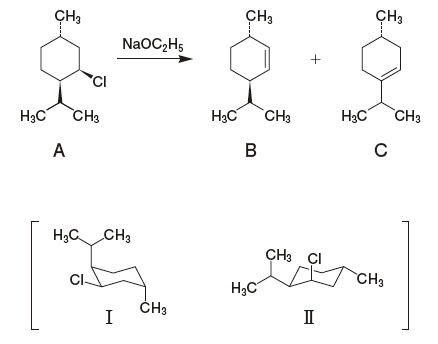 CH₃ CH₃
NaOC₂H₅
+
Cl
H₃C CH₃ H₃C CH₃ H₃C CH₃
A B C
H₃C CH₃
CH₃ Cl
Cl
H₃C CH₃
CH₃
I II